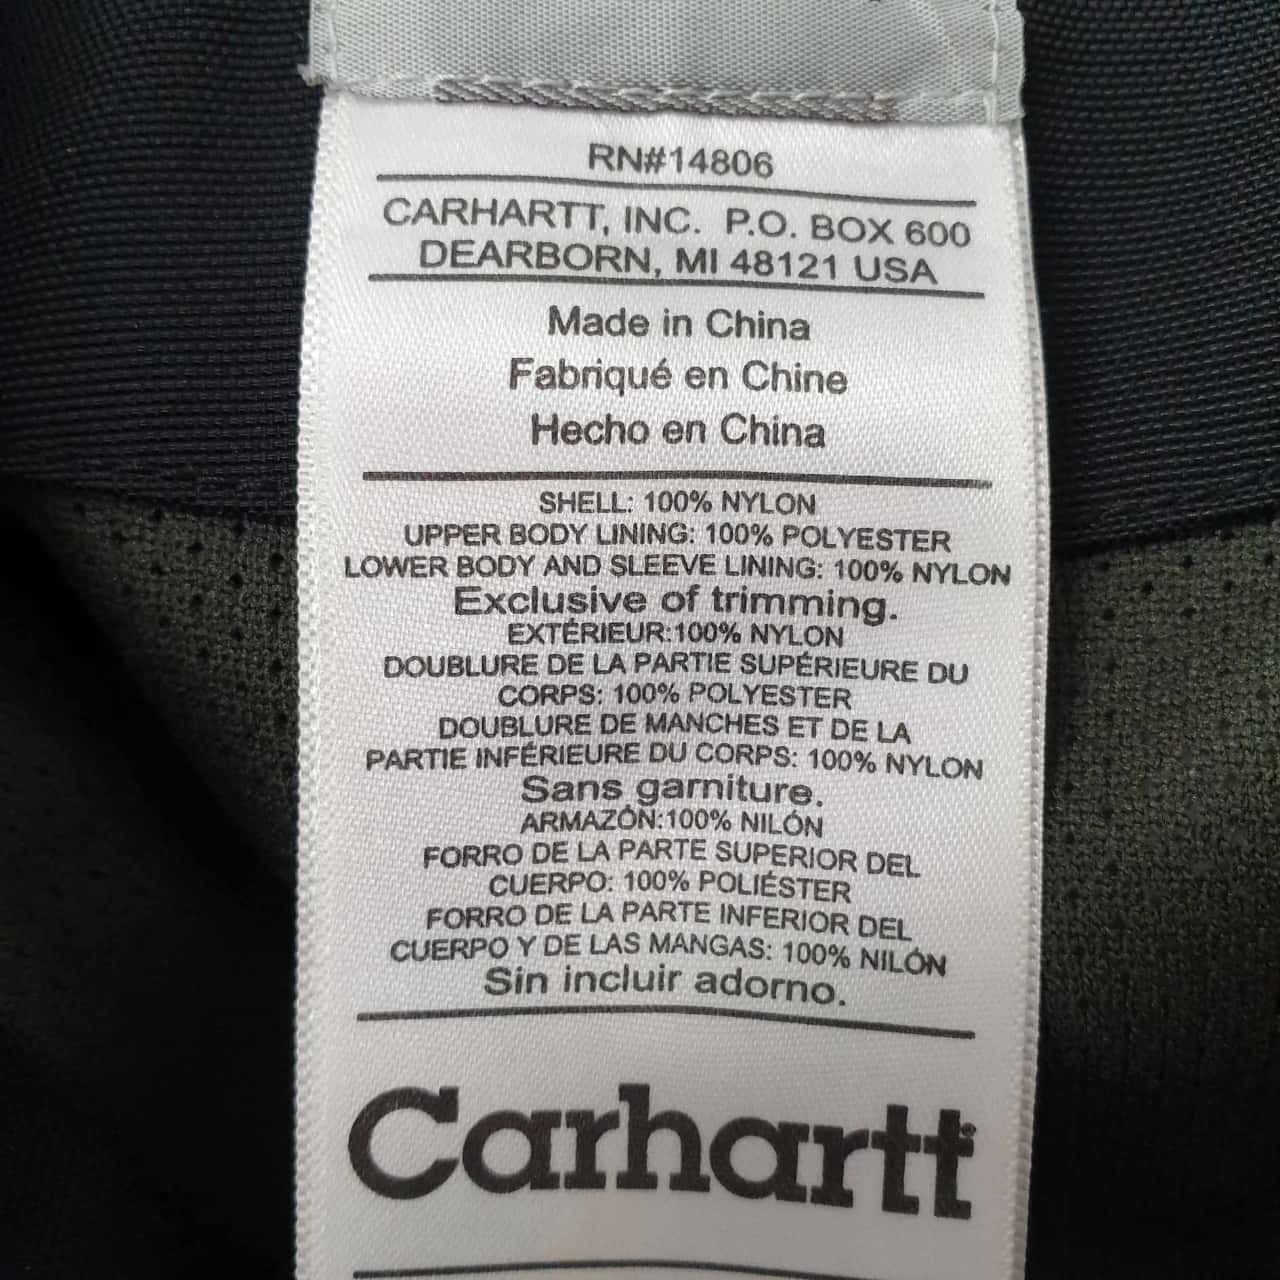 RN#14806
CARHARTT, INC. P.O. BOX 600
DEARBORN, MI 48121 USA
Made in China
Fabriqué en Chine
Hecho en China
SHELL: 100% NYLON
UPPER BODY LINING: 100% POLYESTER
LOWER BODY AND SLEEVE LINING: 100% NYLON
Exclusive of trimming.
EXTÉRIEUR:100% NYLON
DOUBLURE DE LA PARTIE SUPÉRIEURE DU
CORPS: 100% POLYESTER
DOUBLURE DE MANCHES ET DE LA
PARTIE INFÉRIEURE DU CORPS: 100% NYLON
Sans garniture.
ARMAZÓN:100% NILÓN
FORRO DE LA PARTE SUPERIOR DEL
CUERPO: 100% POLIÉSTER
FORRO DE LA PARTE INFERIOR DEL
CUERPO Y DE LAS MANGAS: 100% NILÓN
Sin incluir adorno.
Carhartt®